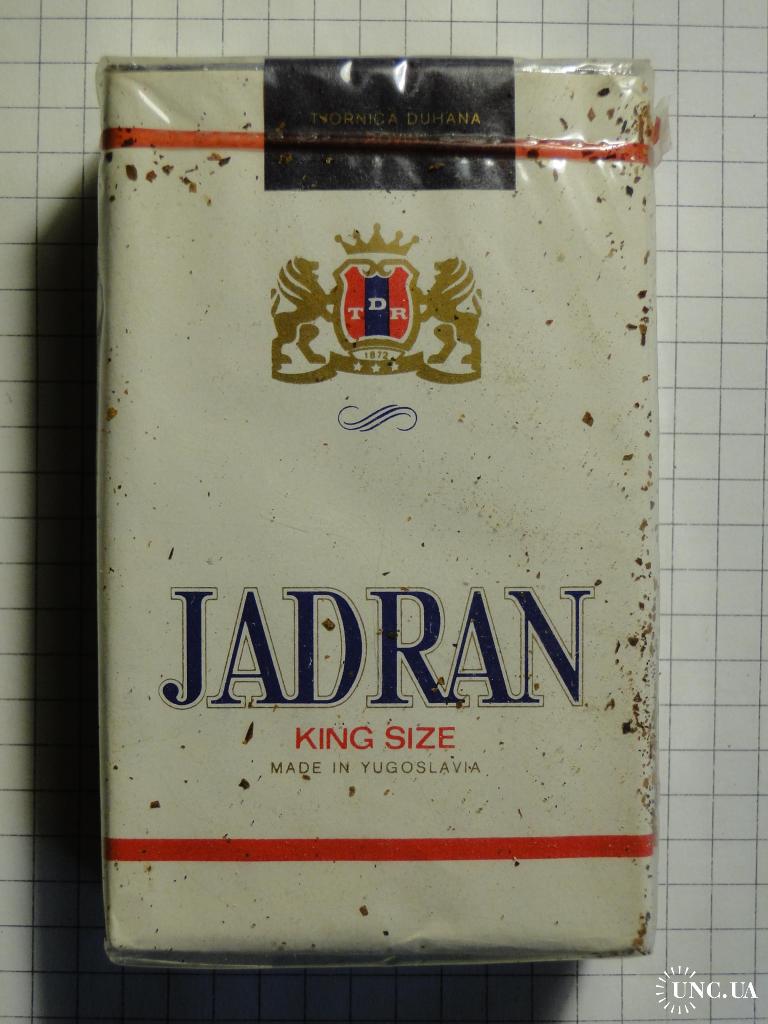 TVORNICA DUHANA
TDR
1872
JADRAN
KING SIZE
MADE IN YUGOSLAVIA
UNC.UA